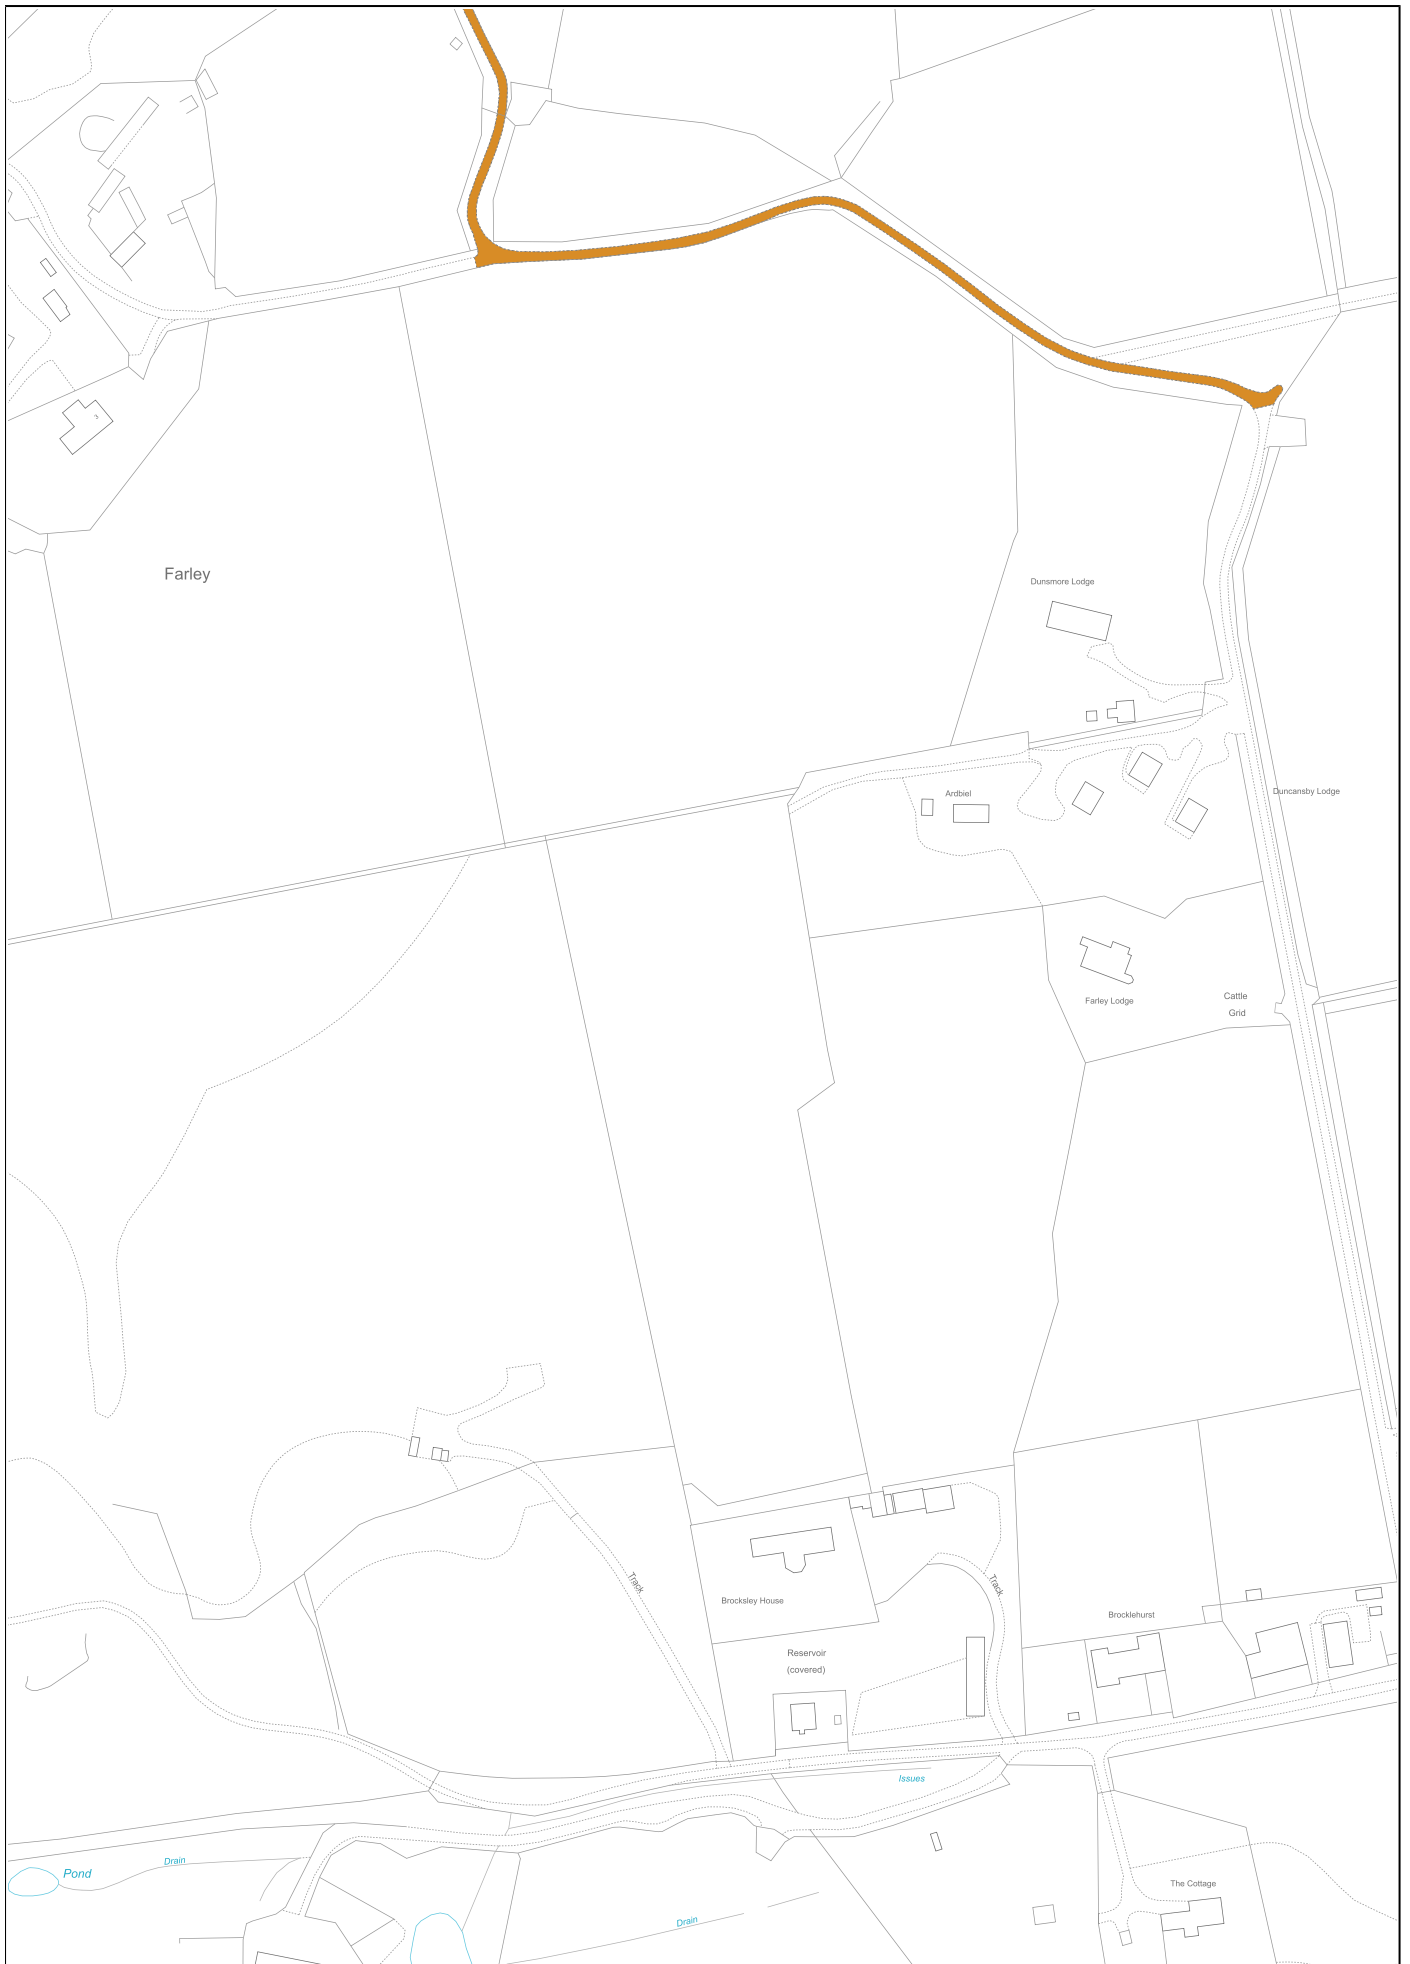 3
Farley
Dunsmore Lodge
Ardbiel
Duncansby Lodge
Farley Lodge
Cattle
Grid
Track
Track
Brocksley House
Brocklehurst
Reservoir
(covered)
Issues
Drain
Pond
The Cottage
Drain